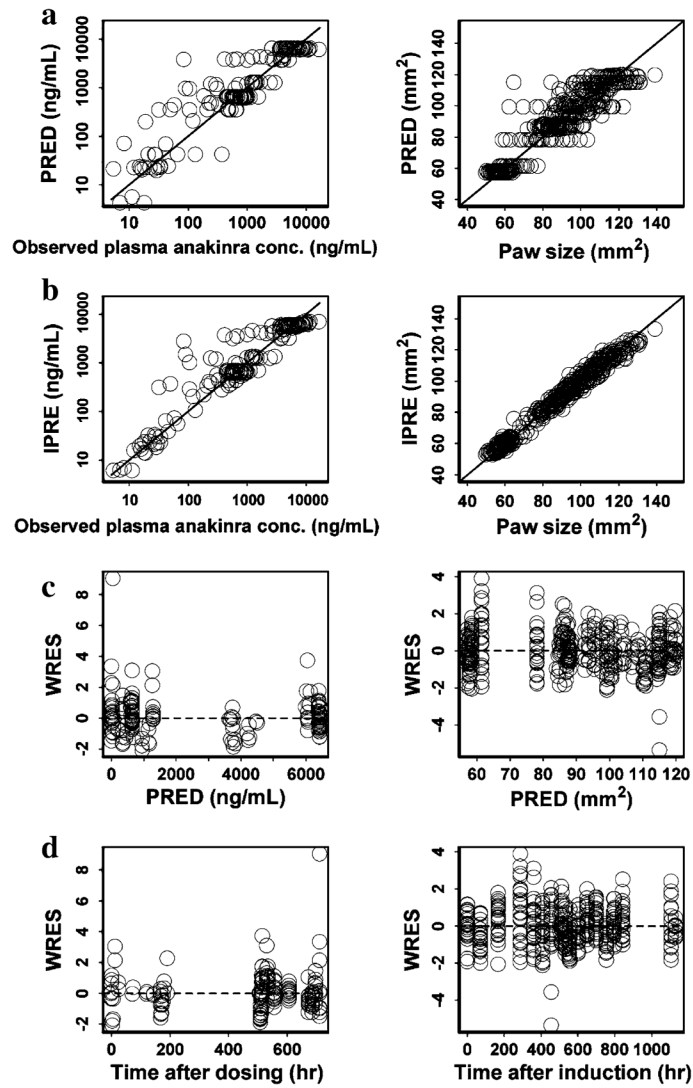 a
PRED (ng/mL)
10 100 1000 10000
10 100 1000 10000
Observed plasma anakinra conc. (ng/mL)
PRED (mm²)
40 60 80 100 120
40 60 80 100 120 140
Paw size (mm²)
b
IPRE (ng/mL)
10 100 1000 10000
10 100 1000 10000
Observed plasma anakinra conc. (ng/mL)
IPRE (mm²)
40 60 80 100 120
40 60 80 100 120 140
Paw size (mm²)
c
WRES
-2 0 2 4 6 8
0 2000 4000 6000
PRED (ng/mL)
WRES
-4 -2 0 2 4
60 70 80 90 100 110 120
PRED (mm²)
d
WRES
-2 0 2 4 6 8
0 200 400 600
Time after dosing (hr)
WRES
-4 -2 0 2 4
0 200 400 600 800 1000
Time after induction (hr)